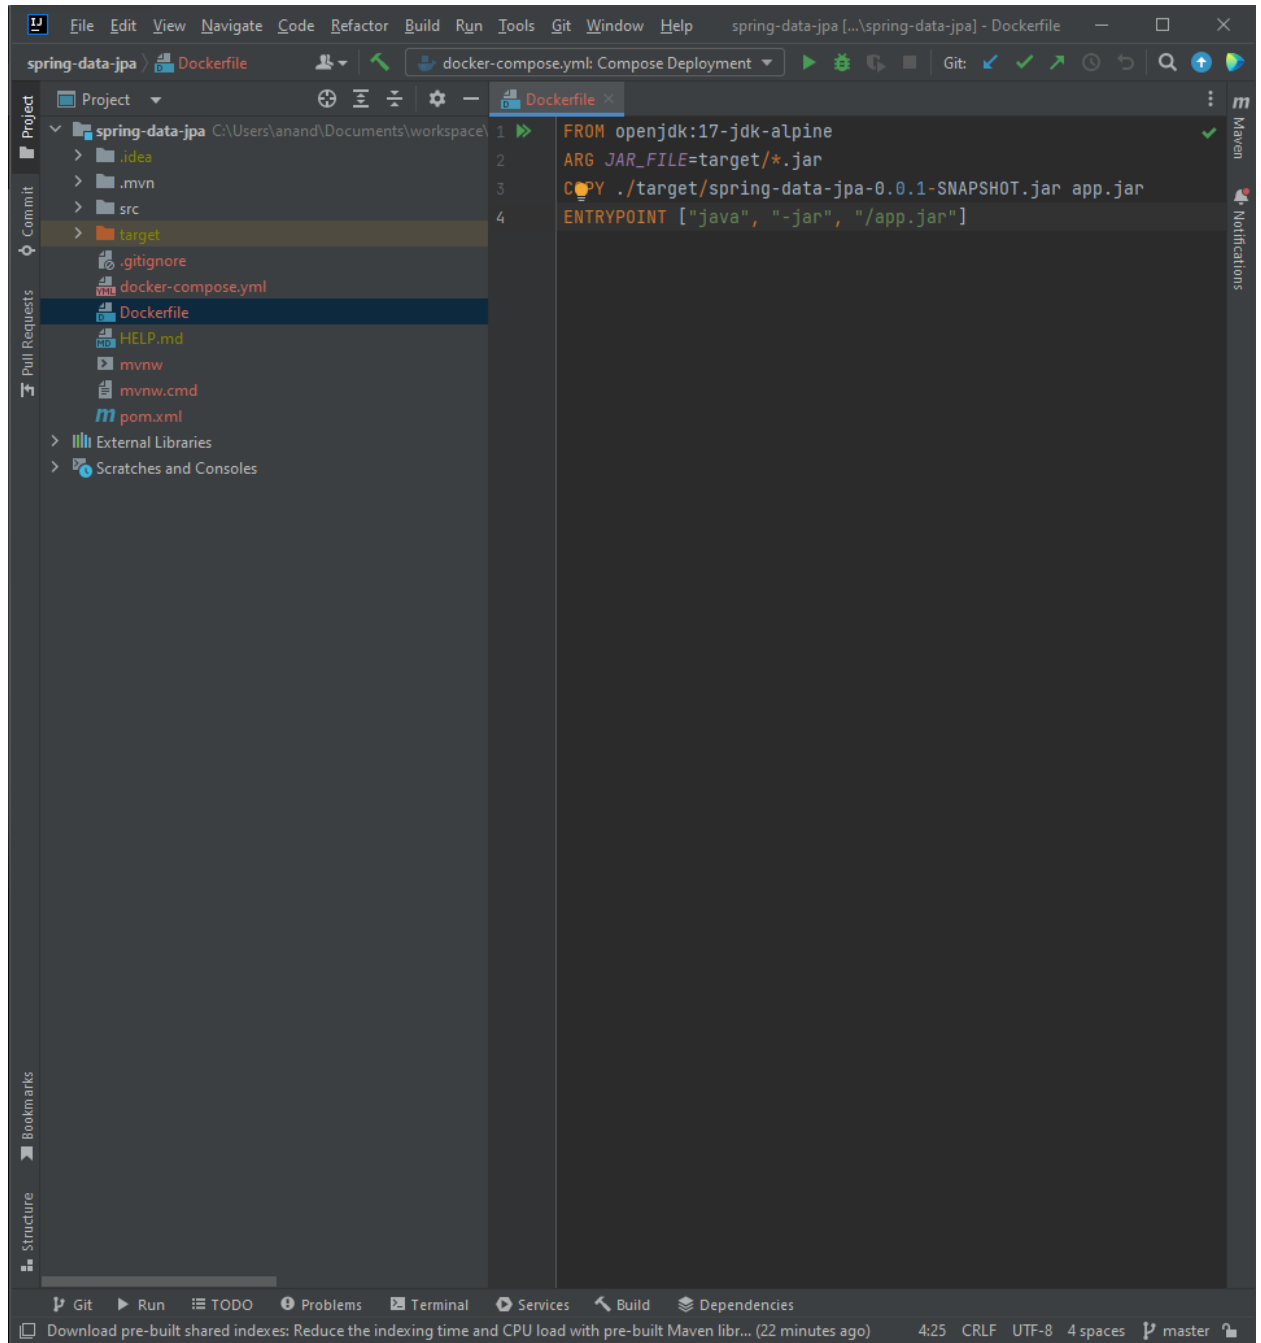 File Edit View Navigate Code Refactor Build Run Tools Git Window Help spring-data-jpa [...\spring-data-jpa] - Dockerfile
spring-data-jpa Dockerfile docker-compose.yml: Compose Deployment Git:
Project
Dockerfile
Project
Commit
Pull Requests
Bookmarks
Structure
spring-data-jpa C:\Users\anand\Documents\workspace\
.idea
.mvn
src
target
.gitignore
docker-compose.yml
Dockerfile
HELP.md
mvnw
mvnw.cmd
pom.xml
External Libraries
Scratches and Consoles
1 FROM openjdk:17-jdk-alpine
2 ARG JAR_FILE=target/*.jar
3 COPY ./target/spring-data-jpa-0.0.1-SNAPSHOT.jar app.jar
4 ENTRYPOINT ["java", "-jar", "/app.jar"]
m Maven
Notifications
Git Run TODO Problems Terminal Services Build Dependencies
Download pre-built shared indexes: Reduce the indexing time and CPU load with pre-built Maven libr... (22 minutes ago) 4:25 CRLF UTF-8 4 spaces master